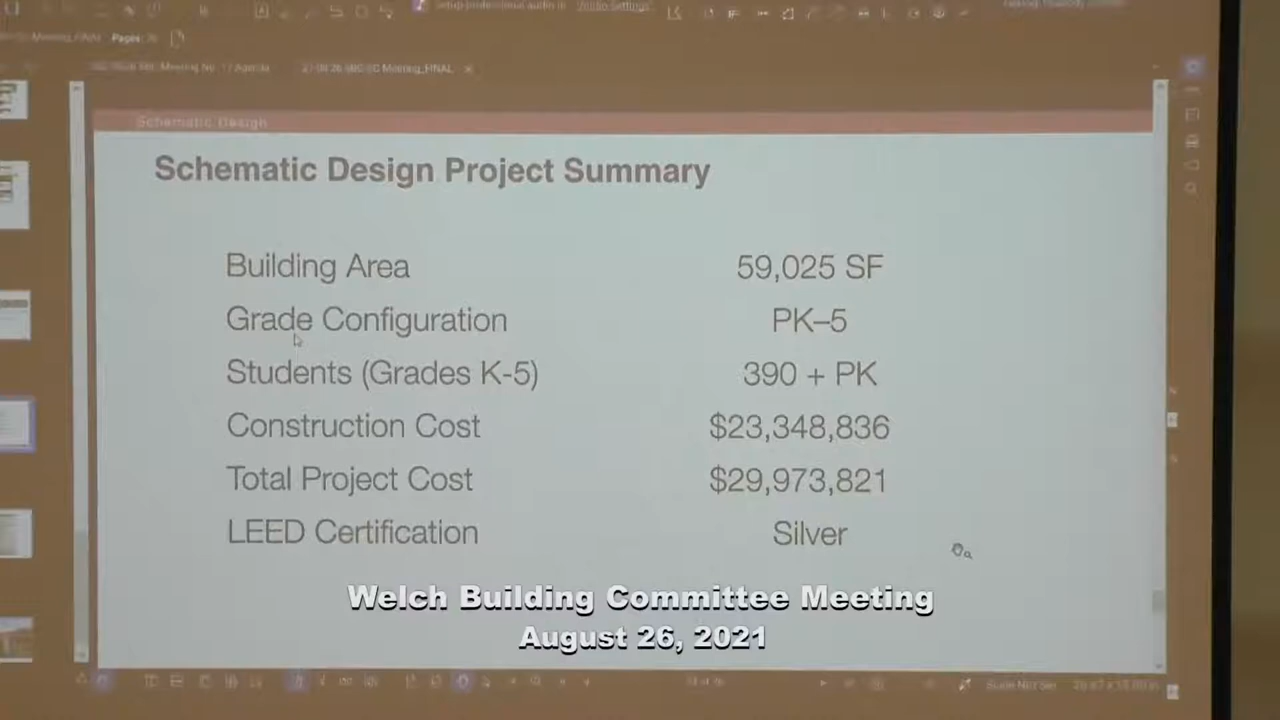 Pages:
Schematic Design
Schematic Design Project Summary
Building Area 59,025 SF
Grade Configuration PK–5
Students (Grades K-5) 390 + PK
Construction Cost $23,348,836
Total Project Cost $29,973,821
LEED Certification Silver
Welch Building Committee Meeting
August 26, 2021